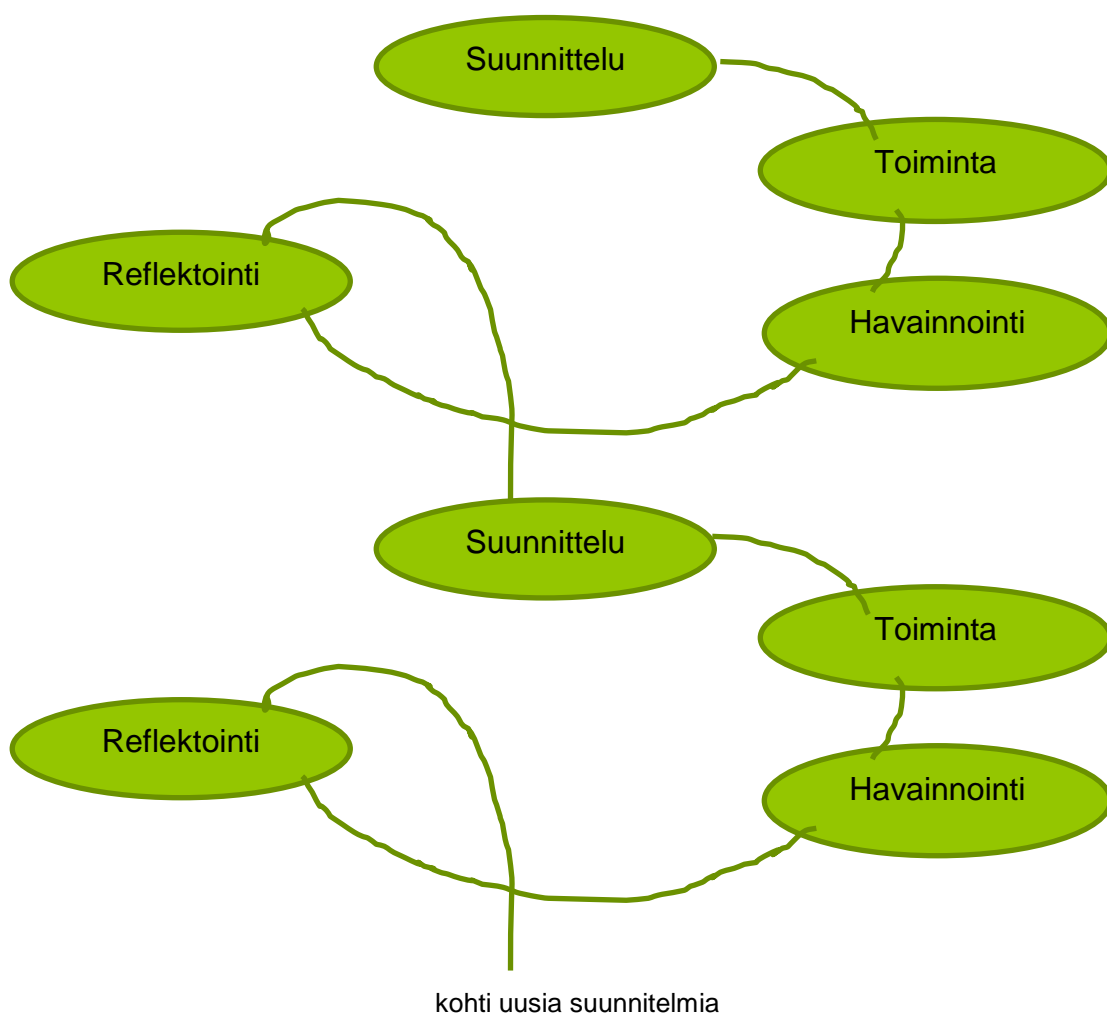 Suunnittelu
Toiminta
Havainnointi
Reflektointi
Suunnittelu
Toiminta
Havainnointi
Reflektointi
kohti uusia suunnitelmia